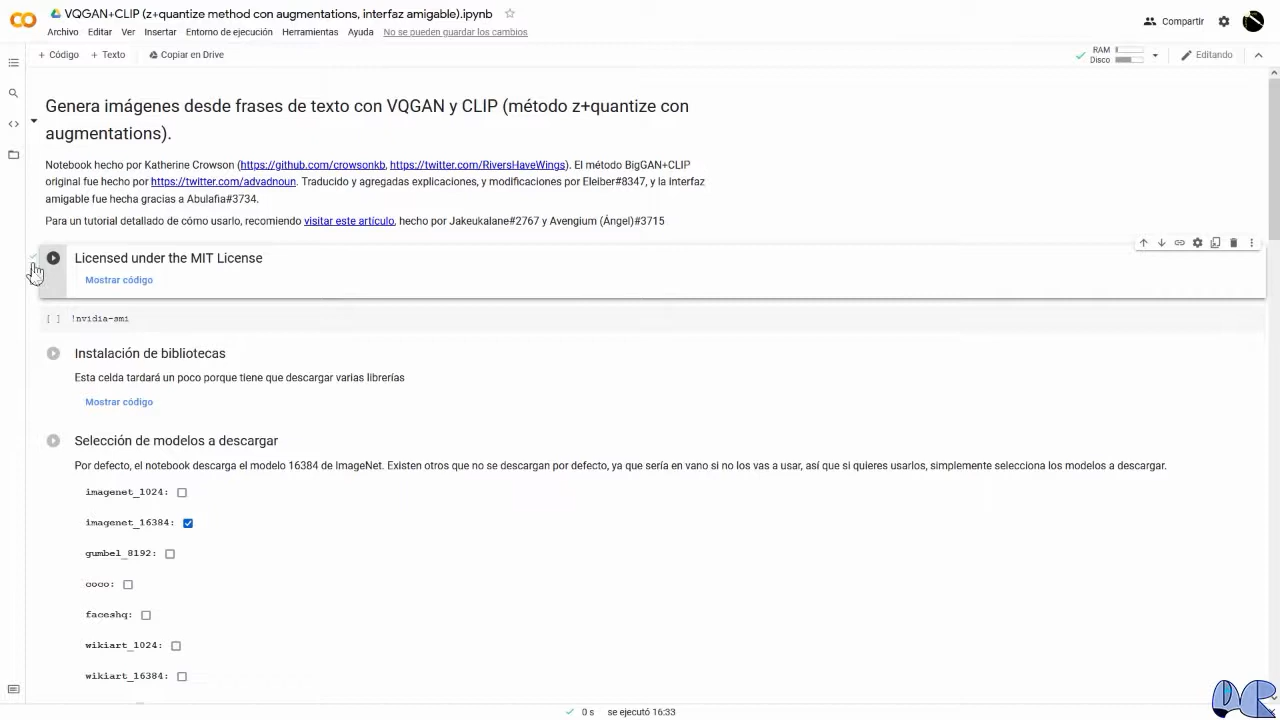 VQGAN+CLIP (z+quantize method con augmentations, interfaz amigable).ipynb
Compartir
Archivo Editar Ver Insertar Entorno de ejecución Herramientas Ayuda No se pueden guardar los cambios
+ Código + Texto Copiar en Drive
RAM
Disco
Editando
Genera imágenes desde frases de texto con VQGAN y CLIP (método z+quantize con
augmentations).
Notebook hecho por Katherine Crowson (https://github.com/crowsonkb, https://twitter.com/RiversHaveWings). El método BigGAN+CLIP
original fue hecho por https://twitter.com/advadnoun. Traducido y agregadas explicaciones, y modificaciones por Eleiber#8347, y la interfaz
amigable fue hecha gracias a Abulafia#3734.
Para un tutorial detallado de cómo usarlo, recomiendo visitar este artículo, hecho por Jakeukalane#2767 y Avengium (Ángel)#3715
Licensed under the MIT License
Mostrar código
[ ] !nvidia-smi
Instalación de bibliotecas
Esta celda tardará un poco porque tiene que descargar varias librerías
Mostrar código
Selección de modelos a descargar
Por defecto, el notebook descarga el modelo 16384 de ImageNet. Existen otros que no se descargan por defecto, ya que sería en vano si no los vas a usar, así que si quieres usarlos, simplemente selecciona los modelos a descargar.
imagenet_1024:
imagenet_16384:
gumbel_8192:
coco:
faceshq:
wikiart_1024:
wikiart_16384:
0 s se ejecutó 16:33